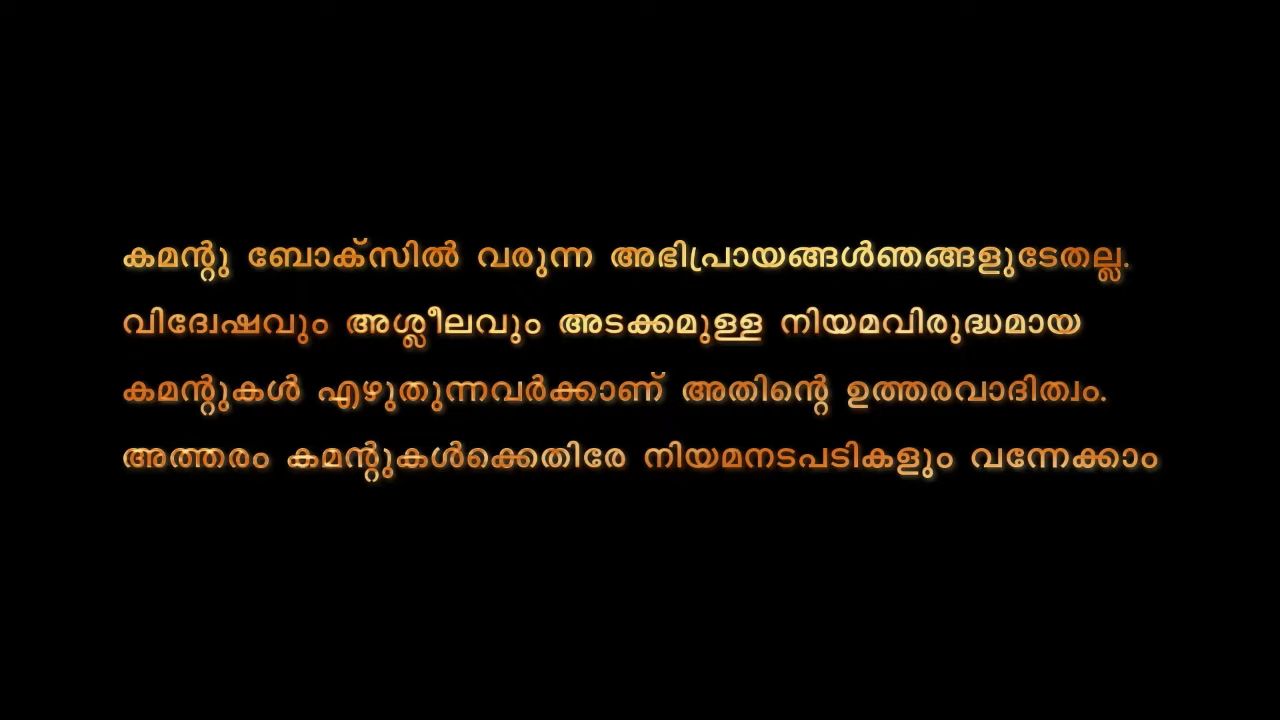 കമന്റു ബോക്സിൽ വരുന്ന അഭിപ്രായങ്ങൾഞങ്ങളുടേതല്ല.
വിദ്വേഷവും അശ്ലീലവും അടക്കമുള്ള നിയമവിരുദ്ധമായ
കമന്റുകൾ എഴുതുന്നവർക്കാണ് അതിന്റെ ഉത്തരവാദിത്വം.
അത്തരം കമന്റുകൾക്കെതിരേ നിയമനടപടികളും വന്നേക്കാം